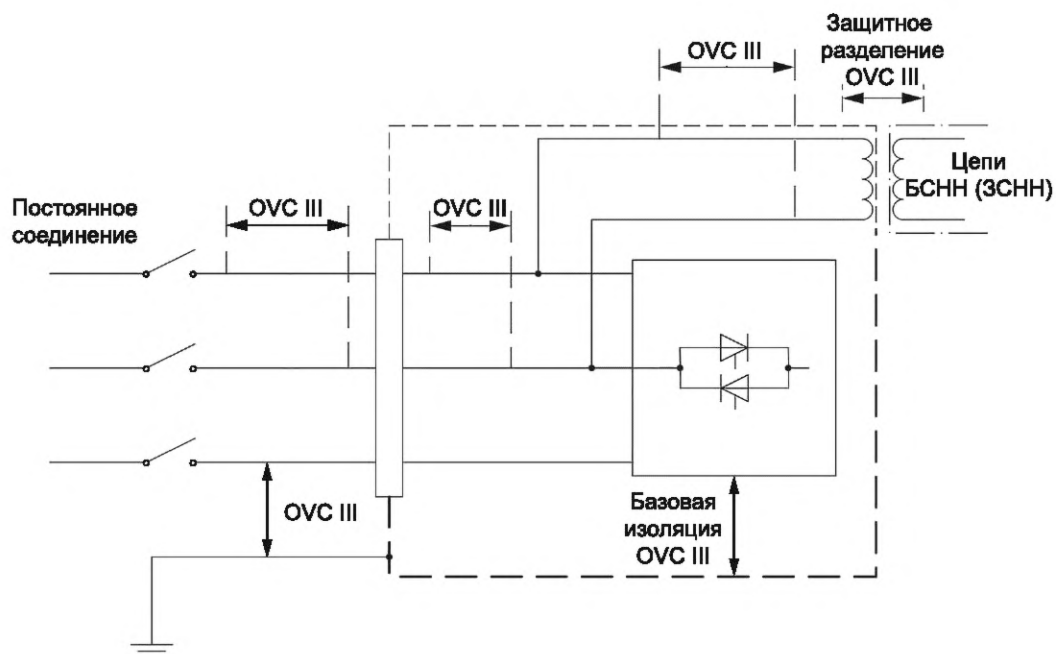 Защитное
разделение
OVC III
OVC III
Цепи
БСНН (ЗСНН)
Постоянное
соединение
OVC III
OVC III
OVC III
Базовая
изоляция
OVC III